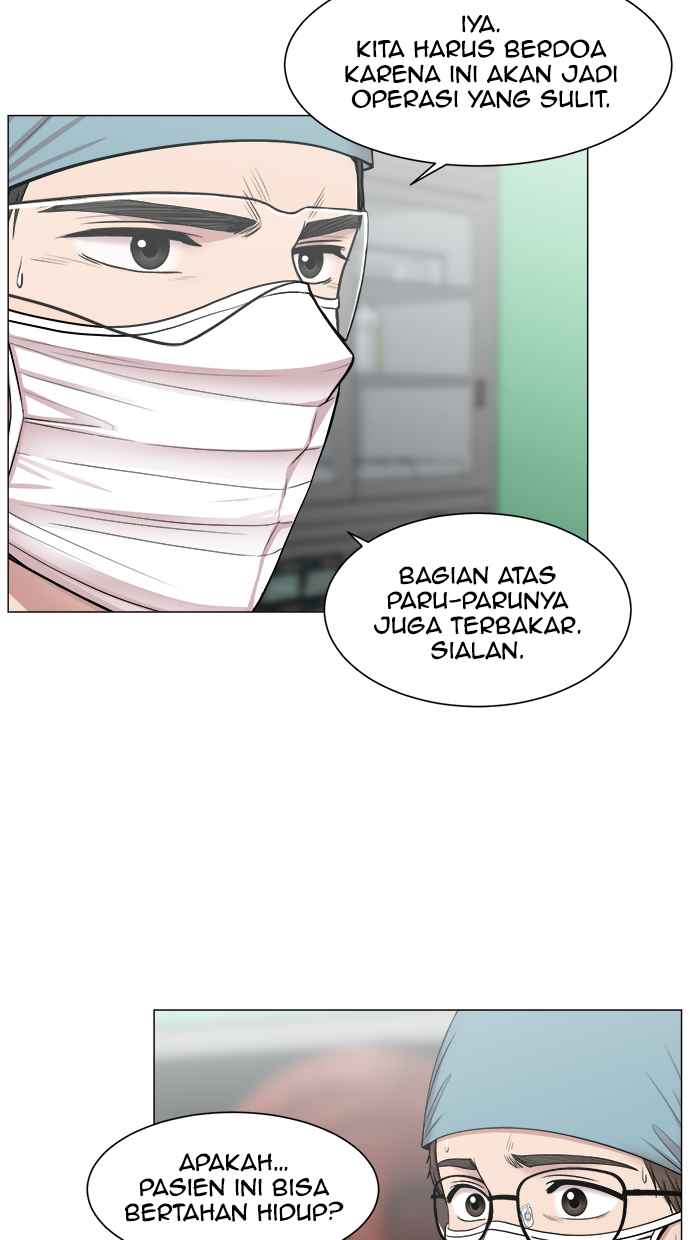 IYA.
KITA HARUS BERDOA
KARENA INI AKAN JADI
OPERASI YANG SULIT.
BAGIAN ATAS
PARU-PARUNYA
JUGA TERBAKAR.
SIALAN.
APAKAH...
PASIEN INI BISA
BERTAHAN HIDUP?